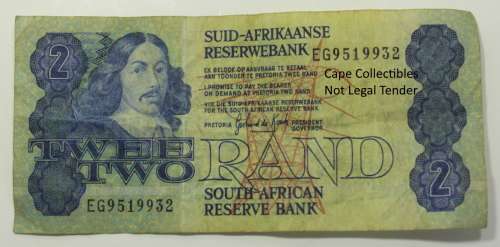 SUID-AFRIKAANSE
RESERWEBANK
EG9519932
2
EK BELOOF OM AANVRAAG TE BETAAL
AAN TOONDER TE PRETORIA TWEE RAND
I PROMISE TO PAY THE BEARER
ON DEMAND AT PRETORIA TWO RAND
VIR DIE SUID-AFRIKAANSE RESERWEBANK
FOR THE SOUTH AFRICAN RESERVE BANK
PRETORIA
PRESIDENT
GOVERNOR
Cape Collectibles
Not Legal Tender
TWEE
TWO
RAND
2
EG9519932
SOUTH AFRICAN
RESERVE BANK